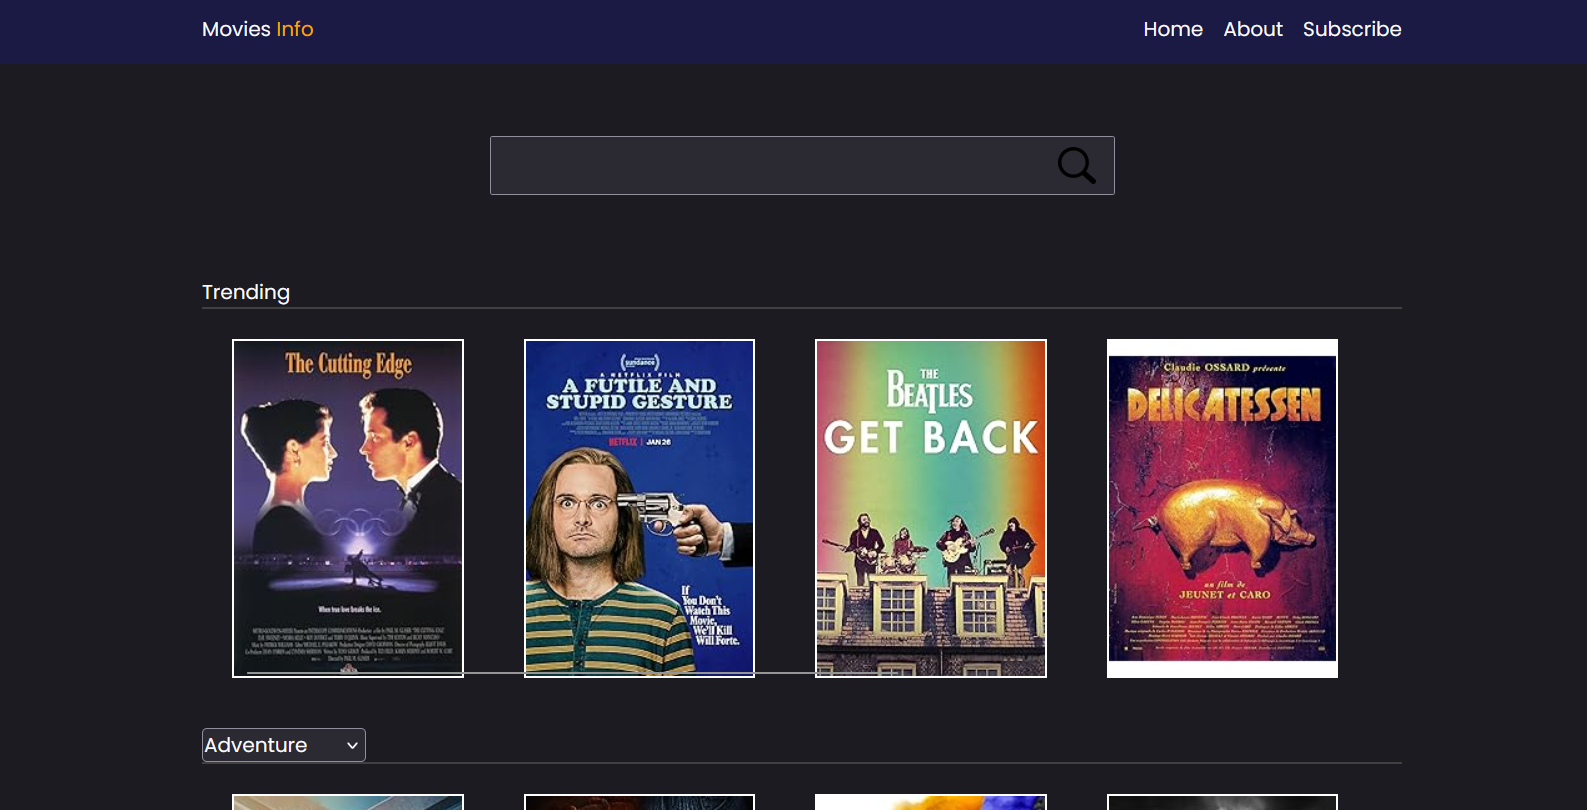 Movies Info
Home About Subscribe
Trending
The Cutting Edge
When true love breaks the ice.
sundance
A NETFLIX FILM
A FUTILE AND
STUPID GESTURE
NETFLIX | JAN 26
If
You Don't
Watch This
Movie,
We'll Kill
Will Forte.
THE
BEATLES
GET BACK
Claudie OSSARD présente
DELICATESSEN
un film de
JEUNET et CARO
Adventure